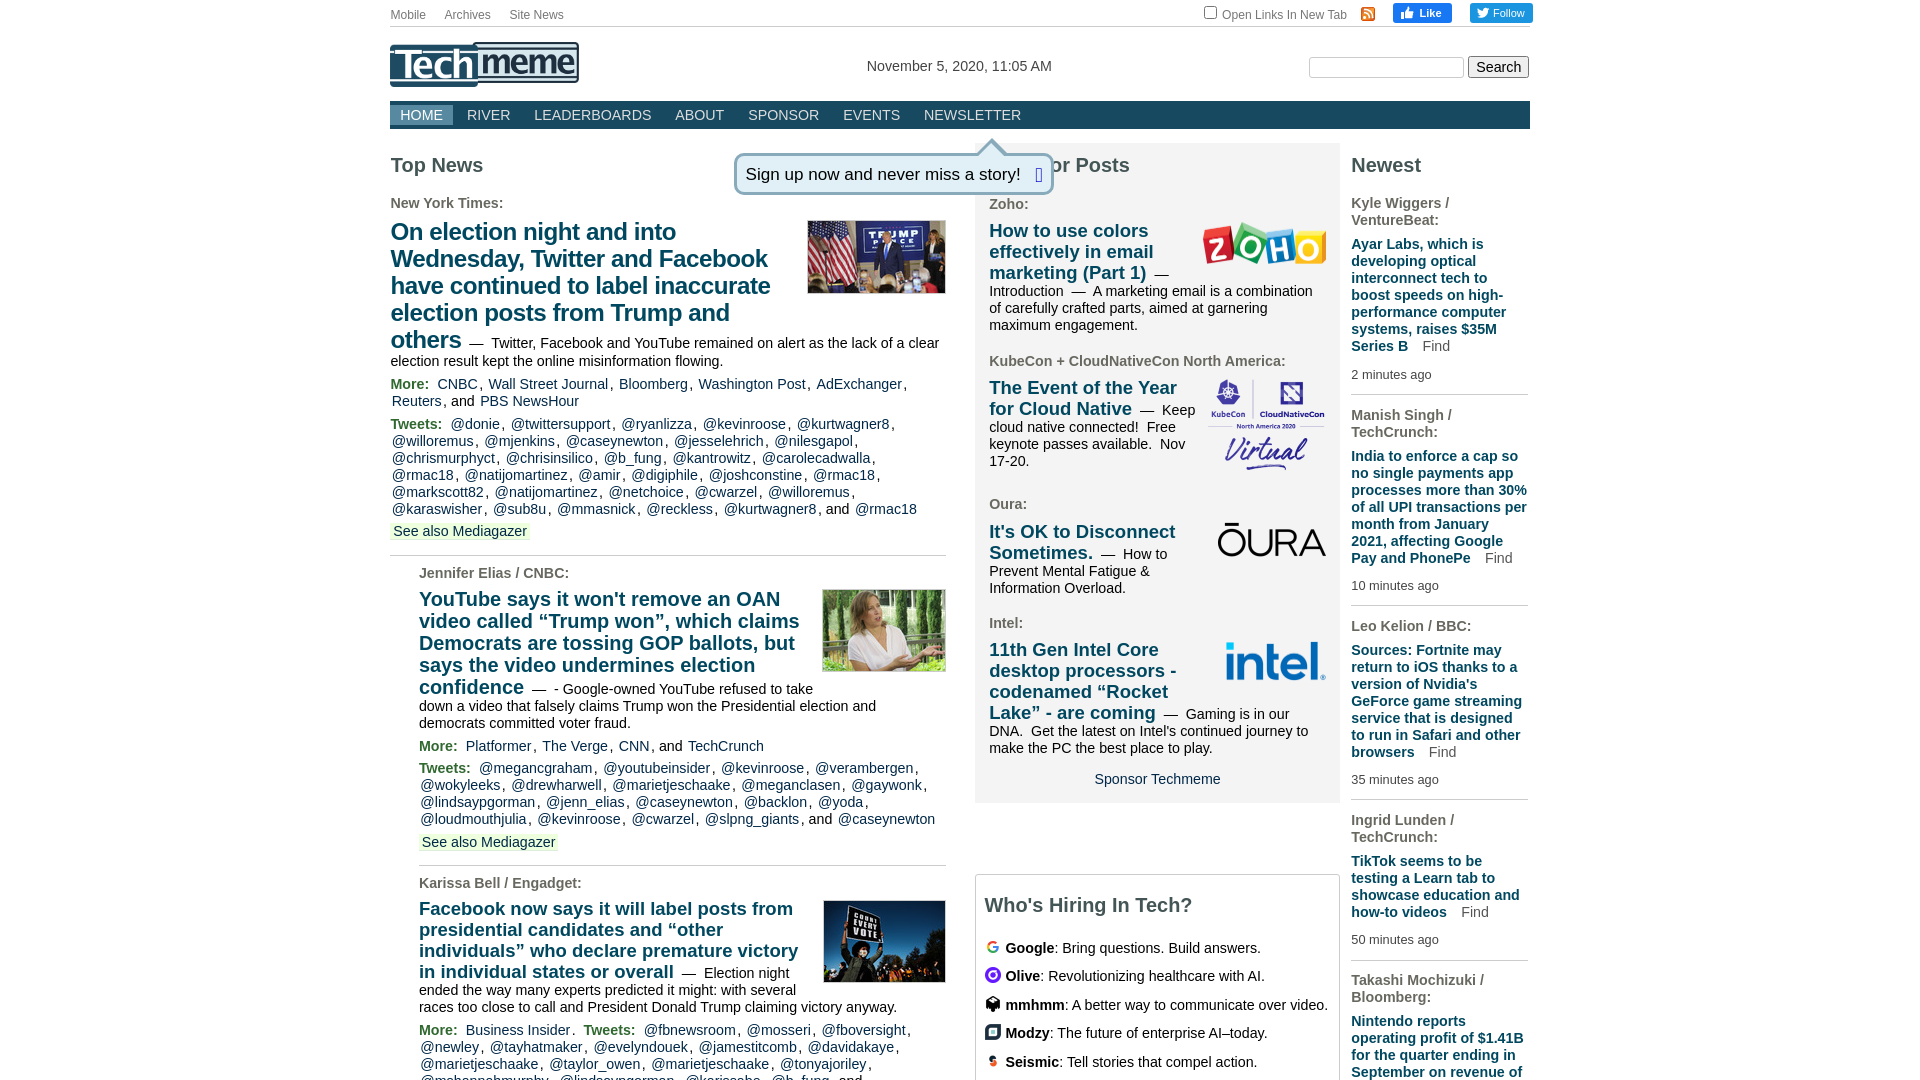 Mobile Archives Site News
Open Links In New Tab
Like
Follow
Techmeme
November 5, 2020, 11:05 AM
Search
HOME RIVER LEADERBOARDS ABOUT SPONSOR EVENTS NEWSLETTER
Sign up now and never miss a story!
Top News
New York Times:
On election night and into
Wednesday, Twitter and Facebook
have continued to label inaccurate
election posts from Trump and
others — Twitter, Facebook and YouTube remained on alert as the lack of a clear
election result kept the online misinformation flowing.
More: CNBC, Wall Street Journal, Bloomberg, Washington Post, AdExchanger,
Reuters, and PBS NewsHour
Tweets: @donie, @twittersupport, @ryanlizza, @kevinroose, @kurtwagner8,
@willoremus, @mjenkins, @caseynewton, @jesselehrich, @nilesgapol,
@chrismurphyct, @chrisinsilico, @b_fung, @kantrowitz, @carolecadwalla,
@rmac18, @natijomartinez, @amir, @digiphile, @joshconstine, @rmac18,
@markscott82, @natijomartinez, @netchoice, @cwarzel, @willoremus,
@karaswisher, @sub8u, @mmasnick, @reckless, @kurtwagner8, and @rmac18
See also Mediagazer
Jennifer Elias / CNBC:
YouTube says it won't remove an OAN
video called “Trump won”, which claims
Democrats are tossing GOP ballots, but
says the video undermines election
confidence — - Google-owned YouTube refused to take
down a video that falsely claims Trump won the Presidential election and
democrats committed voter fraud.
More: Platformer, The Verge, CNN, and TechCrunch
Tweets: @megancgraham, @youtubeinsider, @kevinroose, @verambergen,
@wokyleeks, @drewharwell, @marietjeschaake, @meganclasen, @gaywonk,
@lindsaypgorman, @jenn_elias, @caseynewton, @backlon, @yoda,
@loudmouthjulia, @kevinroose, @cwarzel, @slpng_giants, and @caseynewton
See also Mediagazer
Karissa Bell / Engadget:
Facebook now says it will label posts from
presidential candidates and “other
individuals” who declare premature victory
in individual states or overall — Election night
ended the way many experts predicted it might: with several
races too close to call and President Donald Trump claiming victory anyway.
More: Business Insider. Tweets: @fbnewsroom, @mosseri, @fboversight,
@newley, @tayhatmaker, @evelyndouek, @jamestitcomb, @davidakaye,
@marietjeschaake, @taylor_owen, @marietjeschaake, @tonyajoriley,
TRUMP
PENCE
COUNT
EVERY
VOTE
or Posts
Zoho:
How to use colors
effectively in email
marketing (Part 1) —
Introduction — A marketing email is a combination
of carefully crafted parts, aimed at garnering
maximum engagement.
ZOHO
KubeCon + CloudNativeCon North America:
The Event of the Year
for Cloud Native — Keep
cloud native connected! Free
keynote passes available. Nov
17-20.
KubeCon CloudNativeCon
North America 2020
Virtual
Oura:
It's OK to Disconnect
Sometimes. — How to
Prevent Mental Fatigue &
Information Overload.
ŌURA
Intel:
11th Gen Intel Core
desktop processors -
codenamed “Rocket
Lake” - are coming — Gaming is in our
DNA. Get the latest on Intel's continued journey to
make the PC the best place to play.
intel.
Sponsor Techmeme
Who's Hiring In Tech?
Google: Bring questions. Build answers.
Olive: Revolutionizing healthcare with AI.
mmhmm: A better way to communicate over video.
Modzy: The future of enterprise AI–today.
Seismic: Tell stories that compel action.
Newest
Kyle Wiggers /
VentureBeat:
Ayar Labs, which is
developing optical
interconnect tech to
boost speeds on high-
performance computer
systems, raises $35M
Series B Find
2 minutes ago
Manish Singh /
TechCrunch:
India to enforce a cap so
no single payments app
processes more than 30%
of all UPI transactions per
month from January
2021, affecting Google
Pay and PhonePe Find
10 minutes ago
Leo Kelion / BBC:
Sources: Fortnite may
return to iOS thanks to a
version of Nvidia's
GeForce game streaming
service that is designed
to run in Safari and other
browsers Find
35 minutes ago
Ingrid Lunden /
TechCrunch:
TikTok seems to be
testing a Learn tab to
showcase education and
how-to videos Find
50 minutes ago
Takashi Mochizuki /
Bloomberg:
Nintendo reports
operating profit of $1.41B
for the quarter ending in
September on revenue of